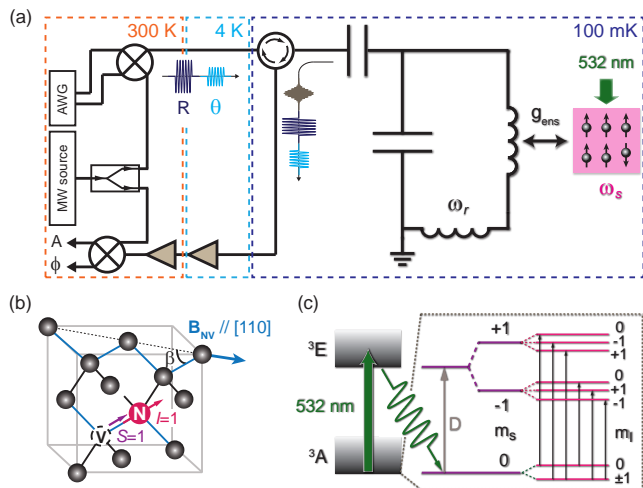 (a)
300 K
4 K
100 mK
532 nm
AWG
R
θ
g_ens
MW source
ω_s
ω_r
A
ϕ
(b)
B_NV // [110]
β
N
I=1
V
S=1
(c)
³E
+1
0
-1
+1
0
+1
-1
-1
532 nm
D
m_s
m_I
³A
0
0
±1